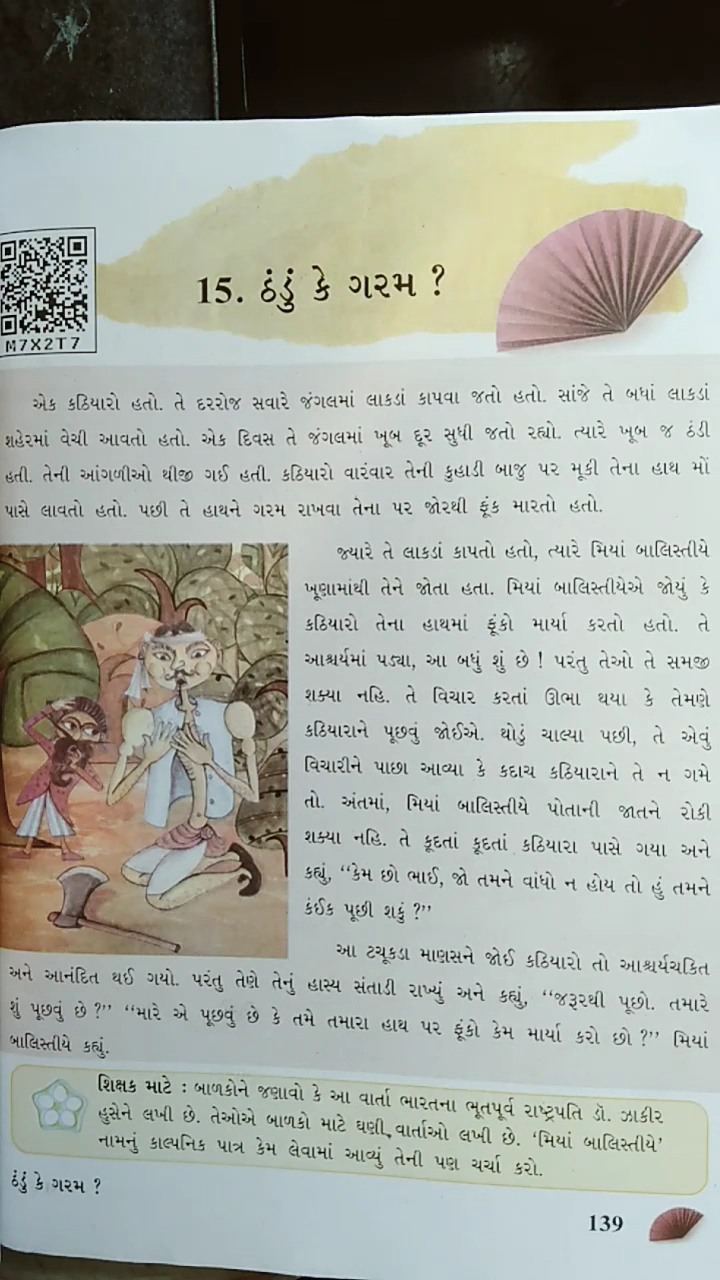 M7X2T7
15. ઠંડું કે ગરમ ?
એક કઠિયારો હતો. તે દરરોજ સવારે જંગલમાં લાકડાં કાપવા જતો હતો. સાંજે તે બધાં લાકડાં
શહેરમાં વેચી આવતો હતો. એક દિવસ તે જંગલમાં ખૂબ દૂર સુધી જતો રહ્યો. ત્યારે ખૂબ જ ઠંડી
હતી. તેની આંગળીઓ થીજી ગઈ હતી. કઠિયારો વારંવાર તેની કુહાડી બાજુ પર મૂકી તેના હાથ મોં
પાસે લાવતો હતો. પછી તે હાથને ગરમ રાખવા તેના પર જોરથી ફૂંક મારતો હતો.
જ્યારે તે લાકડાં કાપતો હતો, ત્યારે મિયાં બાલિસ્તીયે
ખૂણામાંથી તેને જોતા હતા. મિયાં બાલિસ્તીયેએ જોયું કે
કઠિયારો તેના હાથમાં ફૂંકો માર્યા કરતો હતો. તે
આશ્ચર્યમાં પડ્યા, આ બધું શું છે ! પરંતુ તેઓ તે સમજી
શક્યા નહિ. તે વિચાર કરતાં ઊભા થયા કે તેમણે
કઠિયારાને પૂછવું જોઈએ. થોડું ચાલ્યા પછી, તે એવું
વિચારીને પાછા આવ્યા કે કદાચ કઠિયારાને તે ન ગમે
તો. અંતમાં, મિયાં બાલિસ્તીયે પોતાની જાતને રોકી
શક્યા નહિ. તે કૂદતાં કૂદતાં કઠિયારા પાસે ગયા અને
કહ્યું, “કેમ છો ભાઈ, જો તમને વાંધો ન હોય તો હું તમને
કંઈક પૂછી શકું ?”
આ ટચૂકડા માણસને જોઈ કઠિયારો તો આશ્ચર્યચકિત
અને આનંદિત થઈ ગયો. પરંતુ તેણે તેનું હાસ્ય સંતાડી રાખ્યું અને કહ્યું, “જરૂરથી પૂછો. તમારે
શું પૂછવું છે ?” “મારે એ પૂછવું છે કે તમે તમારા હાથ પર ફૂંકો કેમ માર્યા કરો છો ?” મિયાં
બાલિસ્તીયે કહ્યું.
શિક્ષક માટે : બાળકોને જણાવો કે આ વાર્તા ભારતના ભૂતપૂર્વ રાષ્ટ્રપતિ ડૉ. ઝાકીર
હુસેને લખી છે. તેઓએ બાળકો માટે ઘણી વાર્તાઓ લખી છે. ‘મિયાં બાલિસ્તીયે’
નામનું કાલ્પનિક પાત્ર કેમ લેવામાં આવ્યું તેની પણ ચર્ચા કરો.
ઠંડું કે ગરમ ?
139